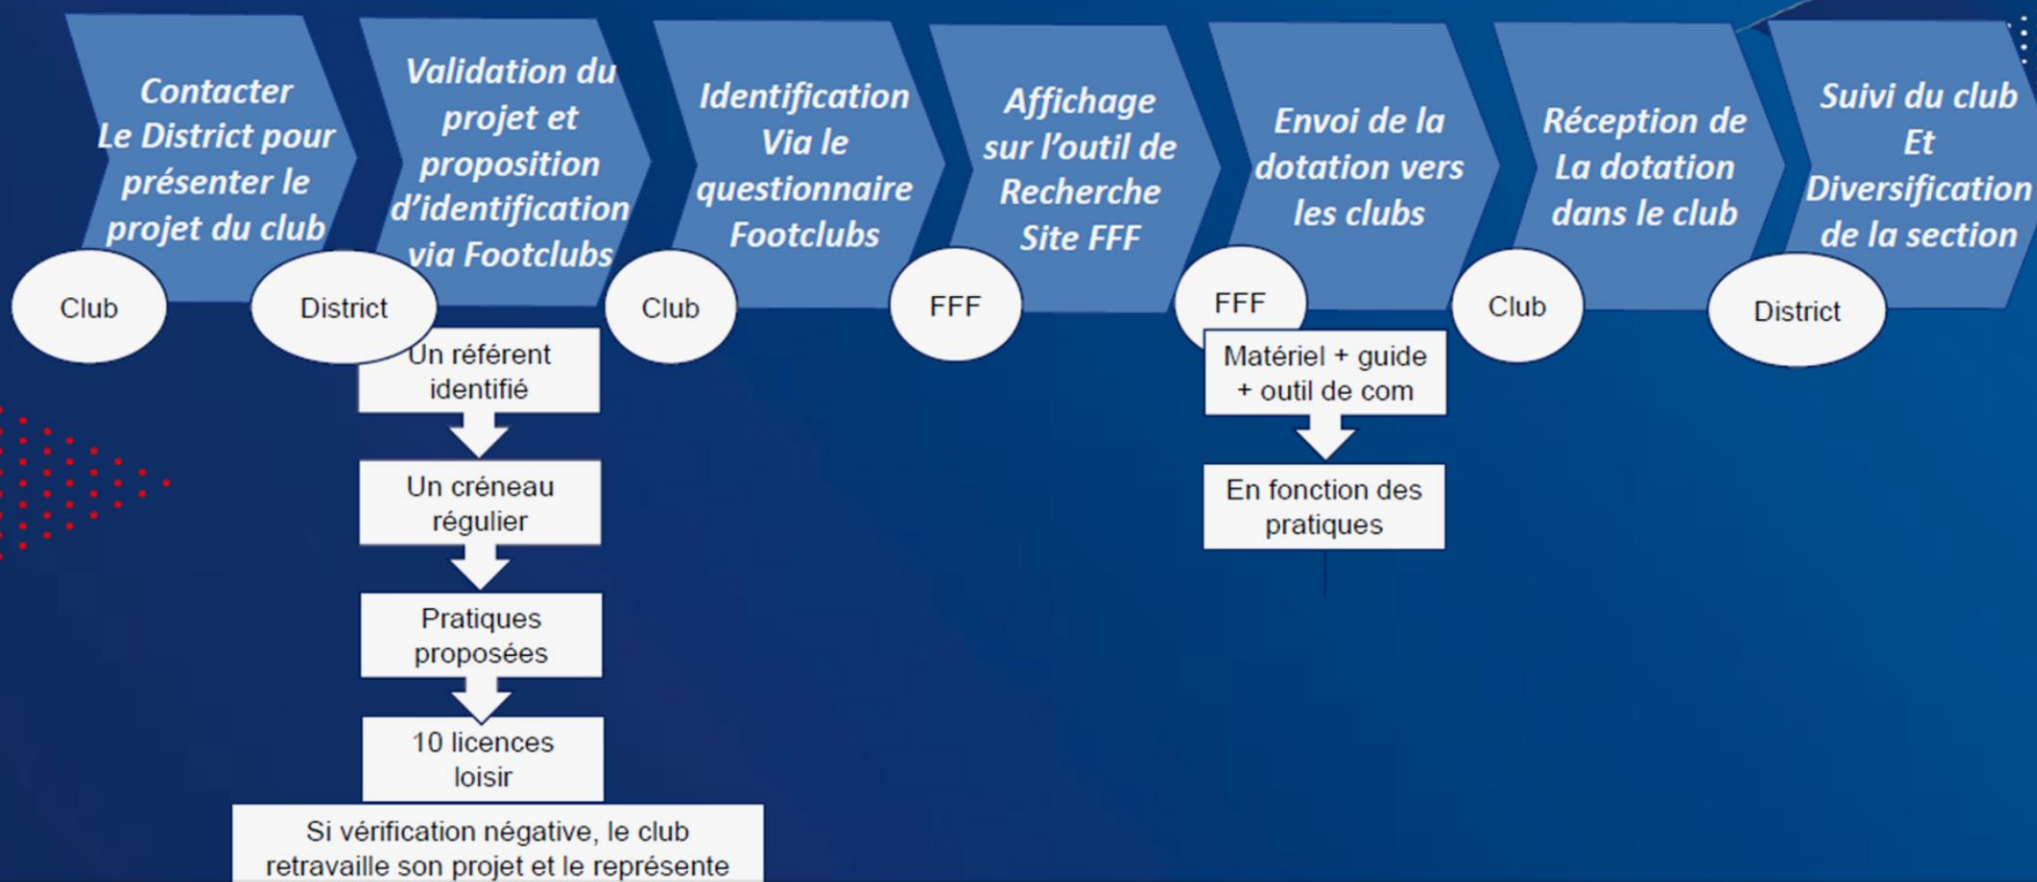 Contacter
Le District pour
présenter le
projet du club
Club
Validation du
projet et
proposition
d'identification
via Footclubs
District
Un référent
identifié
Un créneau
régulier
Pratiques
proposées
10 licences
loisir
Si vérification négative, le club
retravaille son projet et le représente
Identification
Via le
questionnaire
Footclubs
Club
Affichage
sur l'outil de
Recherche
Site FFF
FFF
Envoi de la
dotation vers
les clubs
FFF
Matériel + guide
+ outil de com
En fonction des
pratiques
Réception de
La dotation
dans le club
Club
Suivi du club
Et
Diversification
de la section
District